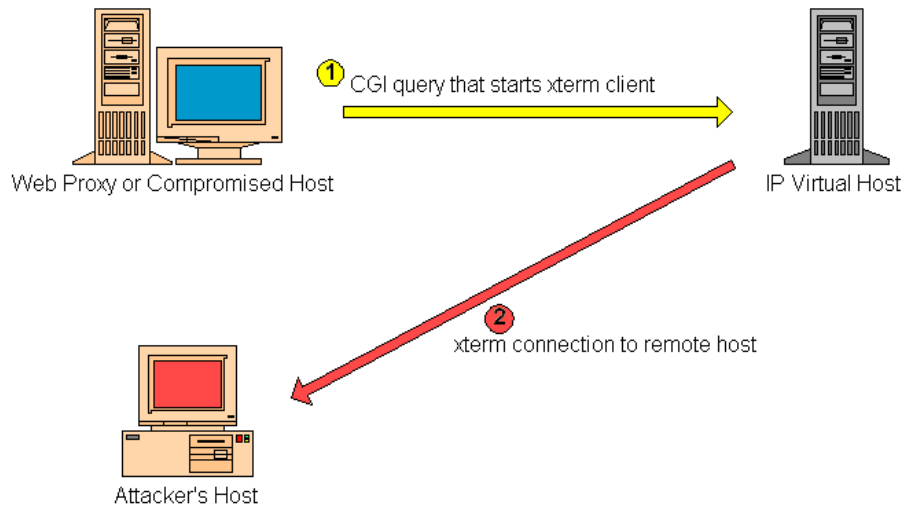 1
CGI query that starts xterm client
Web Proxy or Compromised Host
IP Virtual Host
2
xterm connection to remote host
Attacker's Host